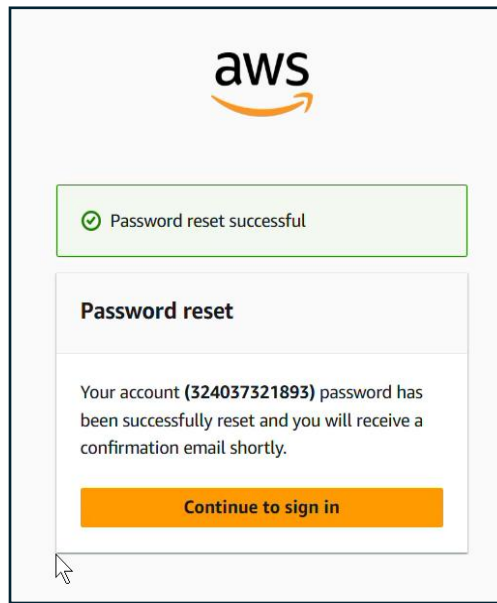 aws
Password reset successful
Password reset
Your account (324037321893) password has
been successfully reset and you will receive a
confirmation email shortly.
Continue to sign in